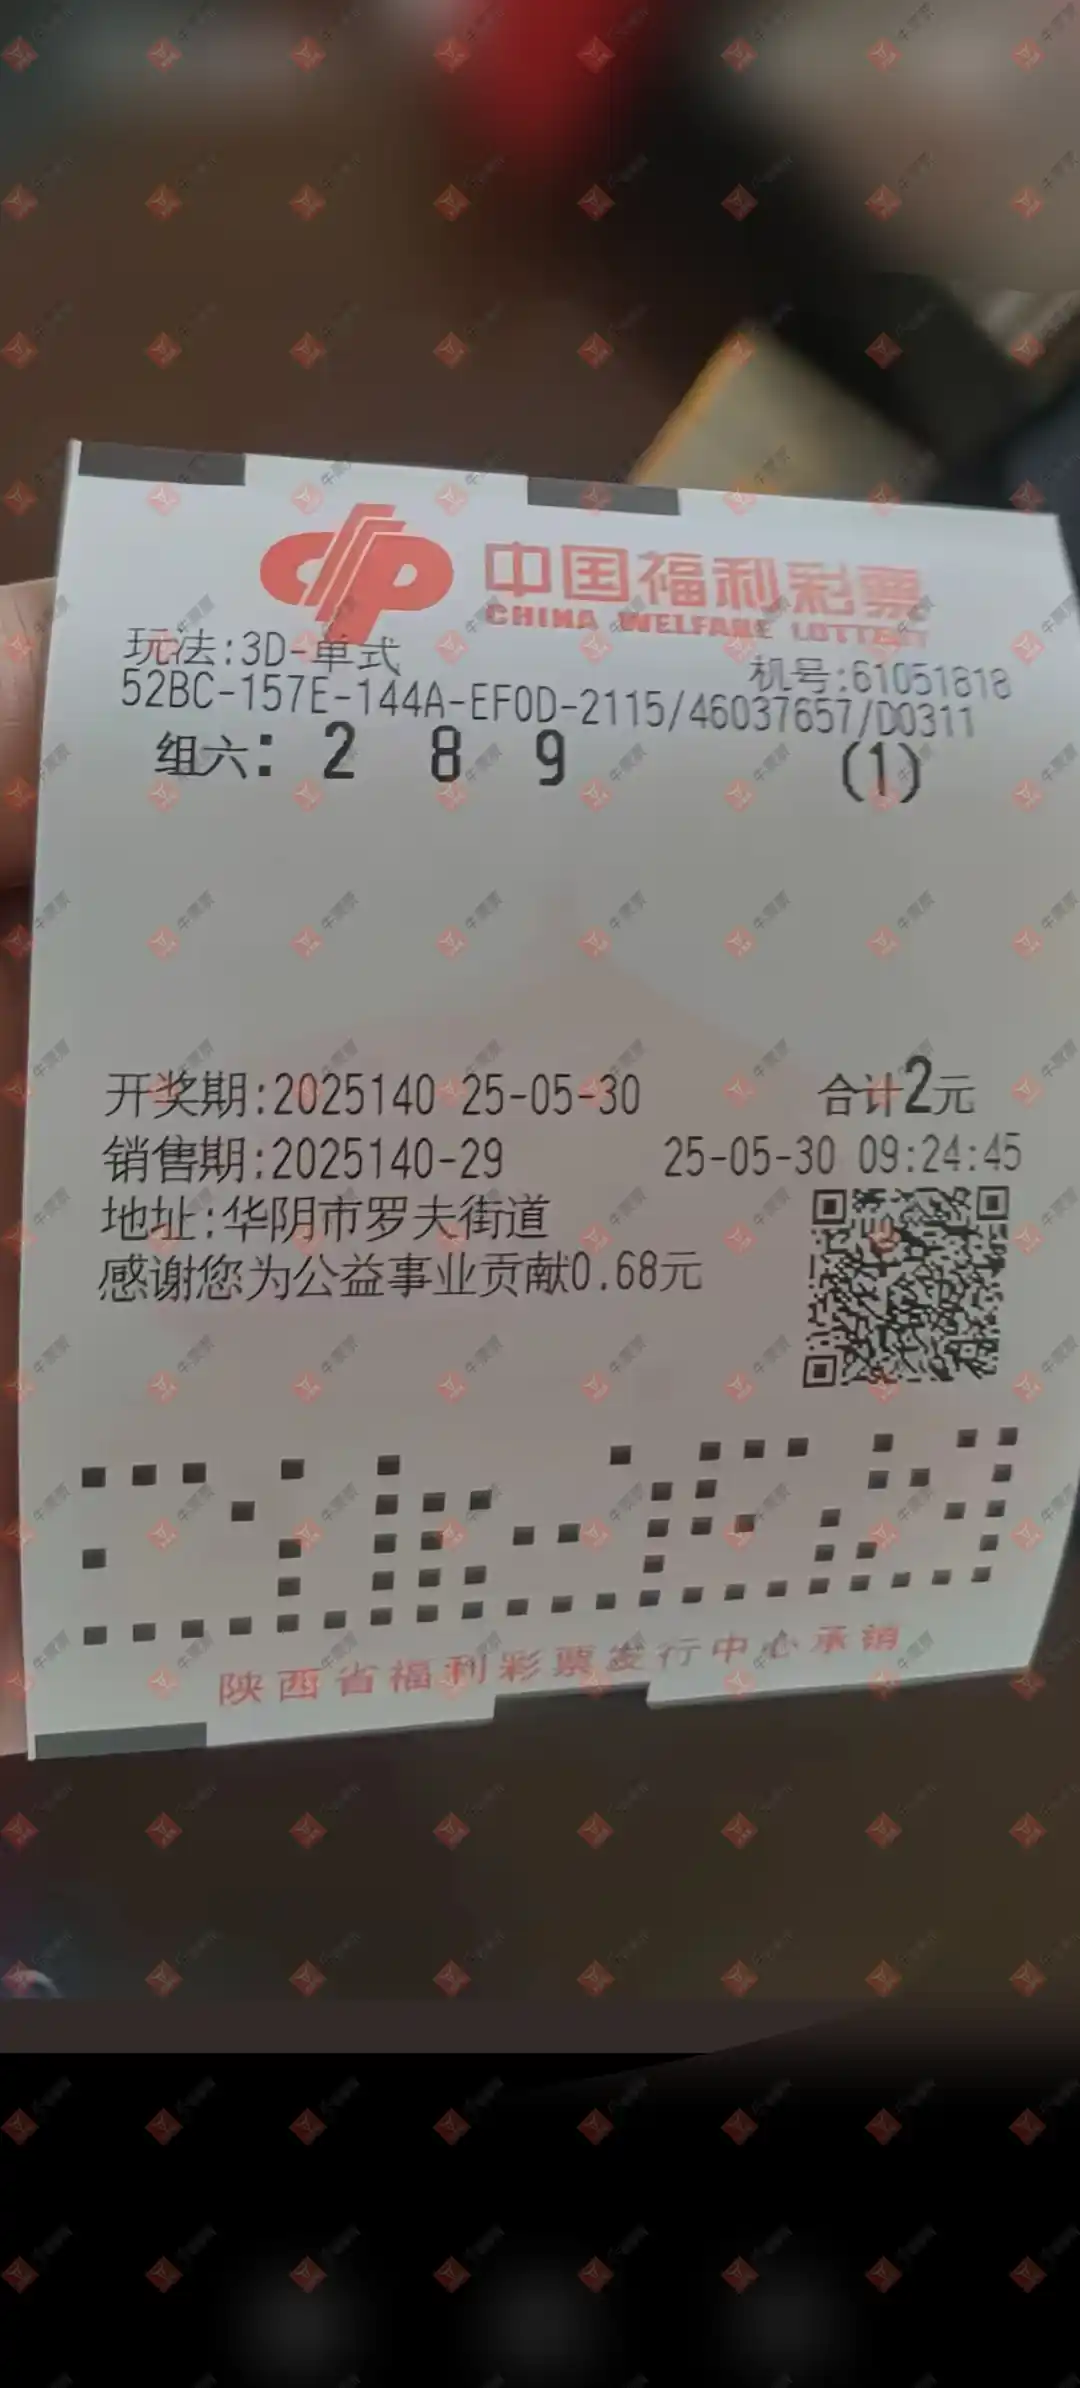 中国福利彩票
CHINA WELFARE LOTTERY
玩法:3D-单式
机号:61051818
52BC-157E-144A-EF0D-2115/46037657/D0311
组六: 2 8 9 (1)
开奖期:2025140 25-05-30 合计2元
销售期:2025140-29 25-05-30 09:24:45
地址:华阴市罗夫街道
感谢您为公益事业贡献0.68元
陕西省福利彩票发行中心承销